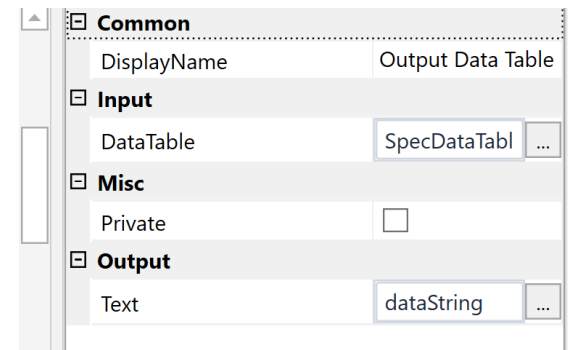 Common
DisplayName Output Data Table
Input
DataTable SpecDataTabl ...
Misc
Private
Output
Text dataString ...